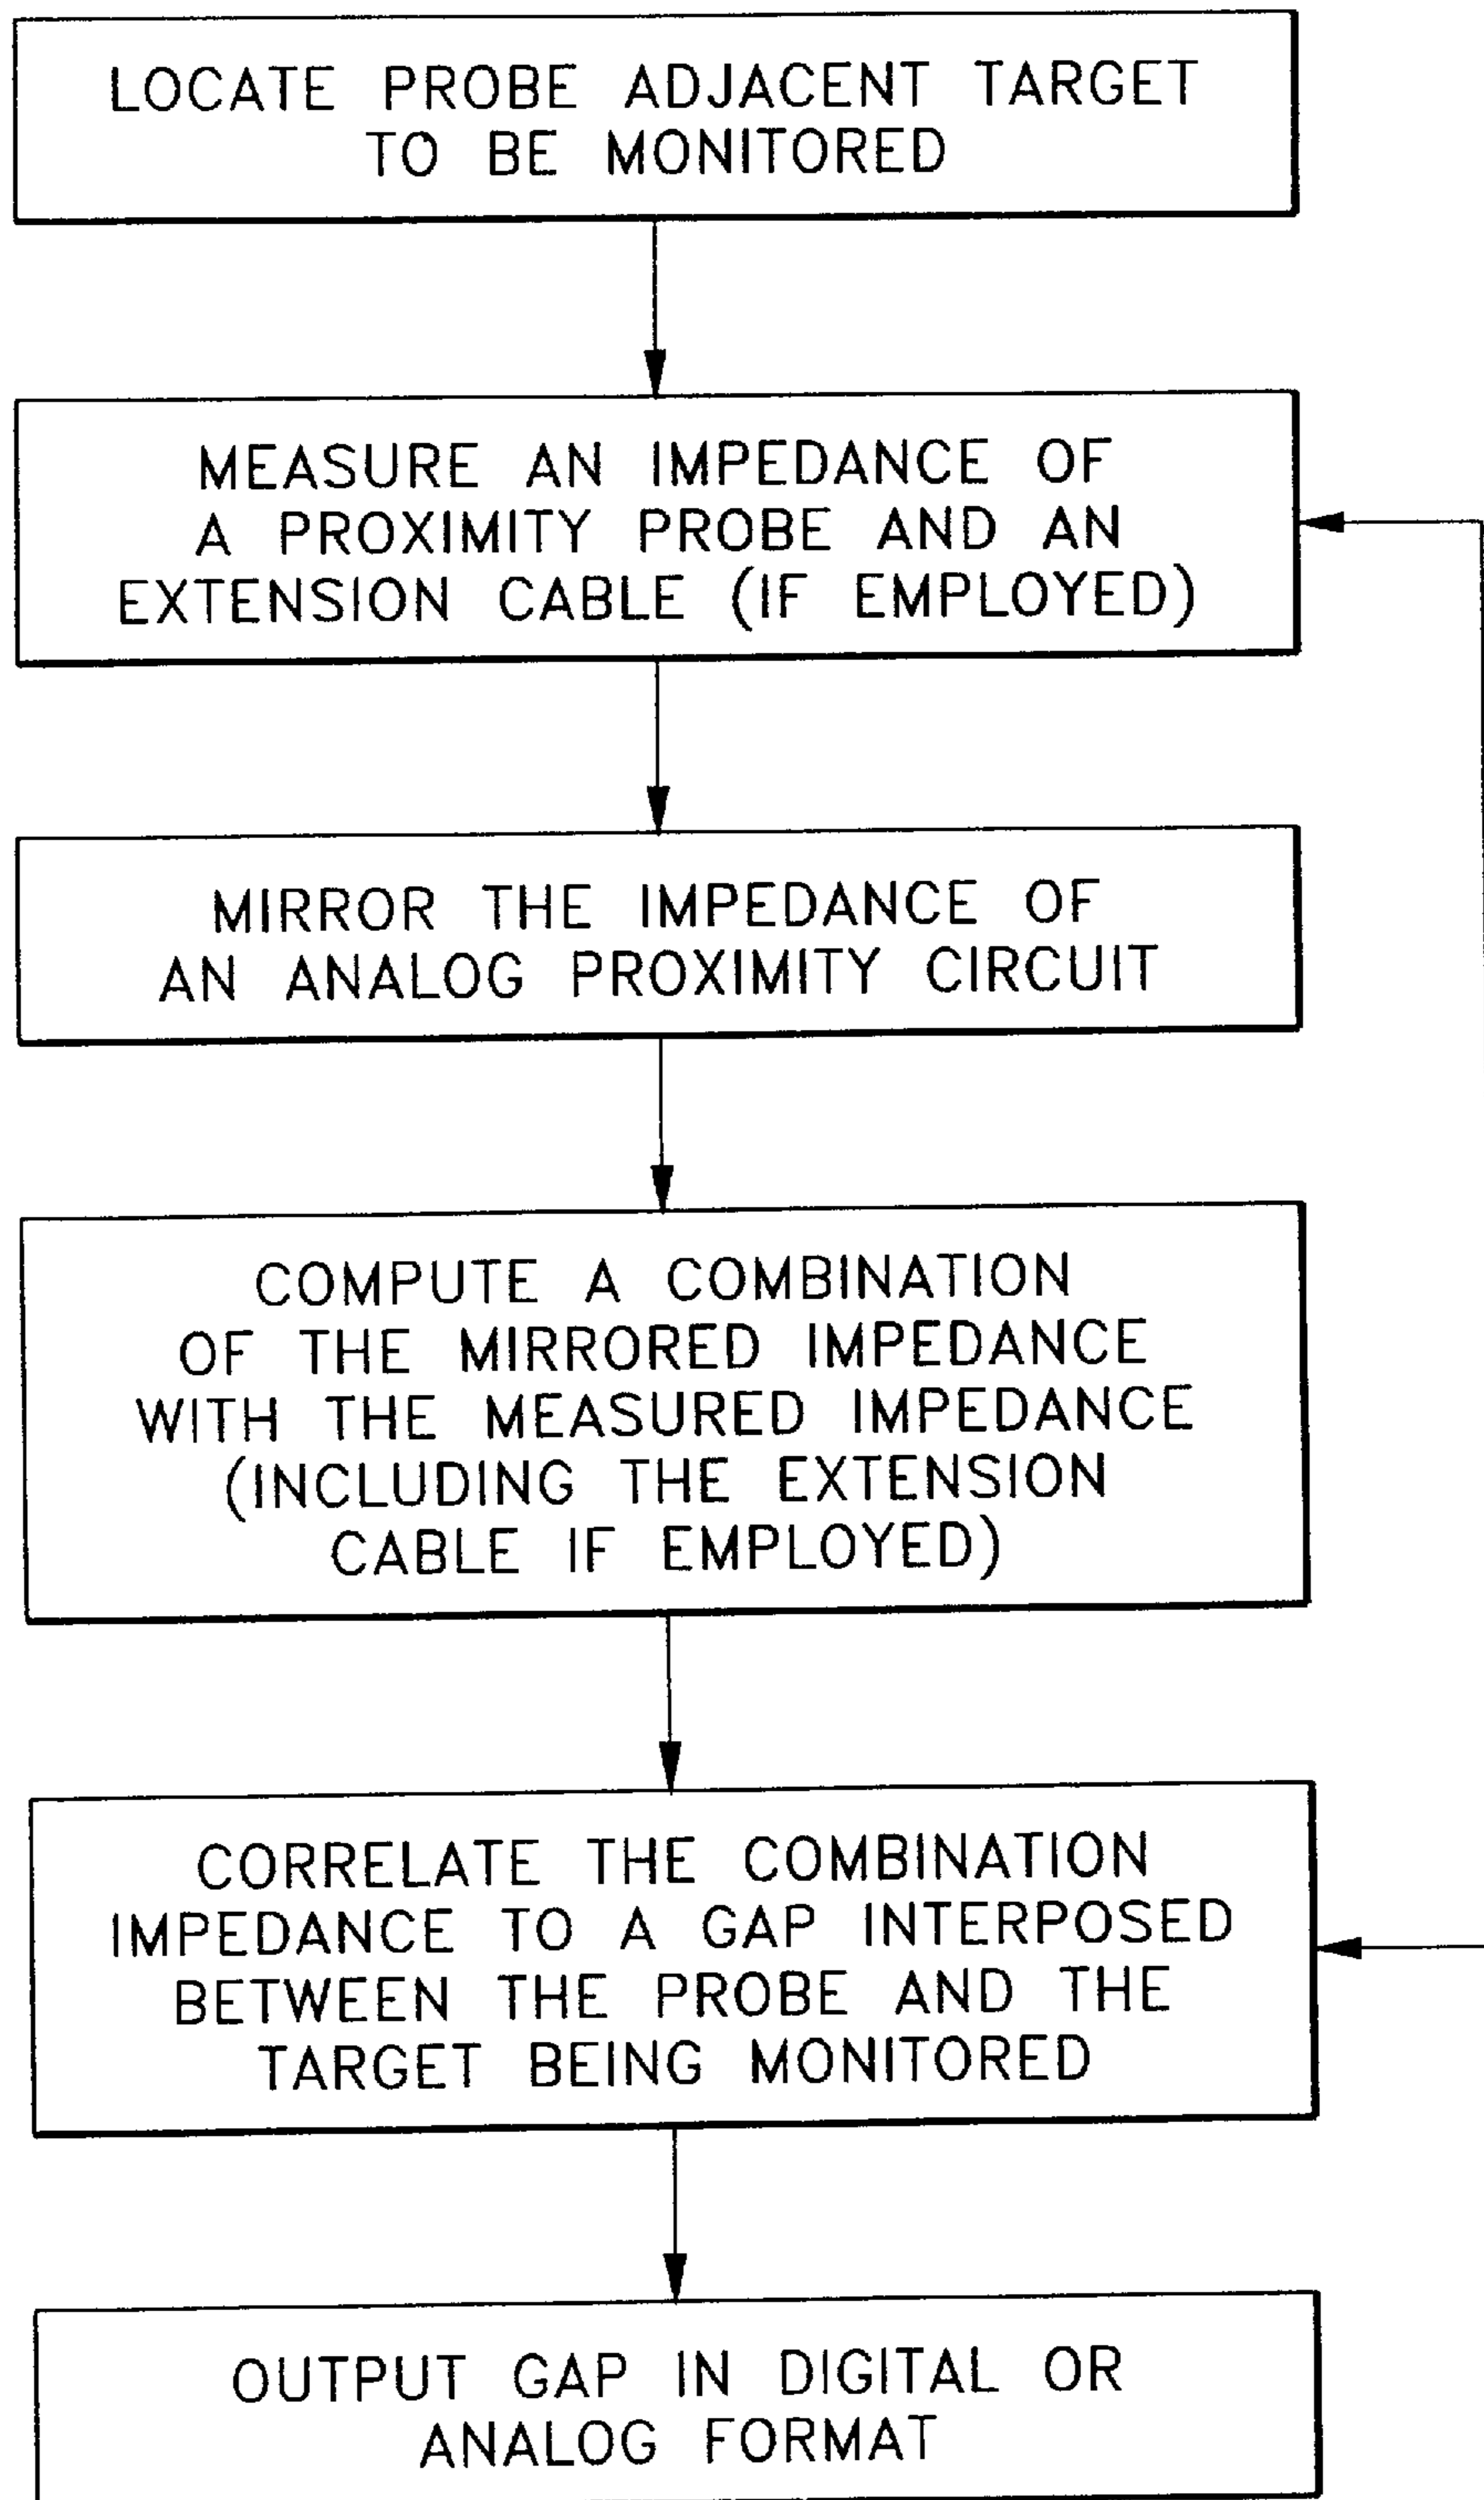 LOCATE PROBE ADJACENT TARGET
TO BE MONITORED
MEASURE AN IMPEDANCE OF
A PROXIMITY PROBE AND AN
EXTENSION CABLE (IF EMPLOYED)
MIRROR THE IMPEDANCE OF
AN ANALOG PROXIMITY CIRCUIT
COMPUTE A COMBINATION
OF THE MIRRORED IMPEDANCE
WITH THE MEASURED IMPEDANCE
(INCLUDING THE EXTENSION
CABLE IF EMPLOYED)
CORRELATE THE COMBINATION
IMPEDANCE TO A GAP INTERPOSED
BETWEEN THE PROBE AND THE
TARGET BEING MONITORED
OUTPUT GAP IN DIGITAL OR
ANALOG FORMAT